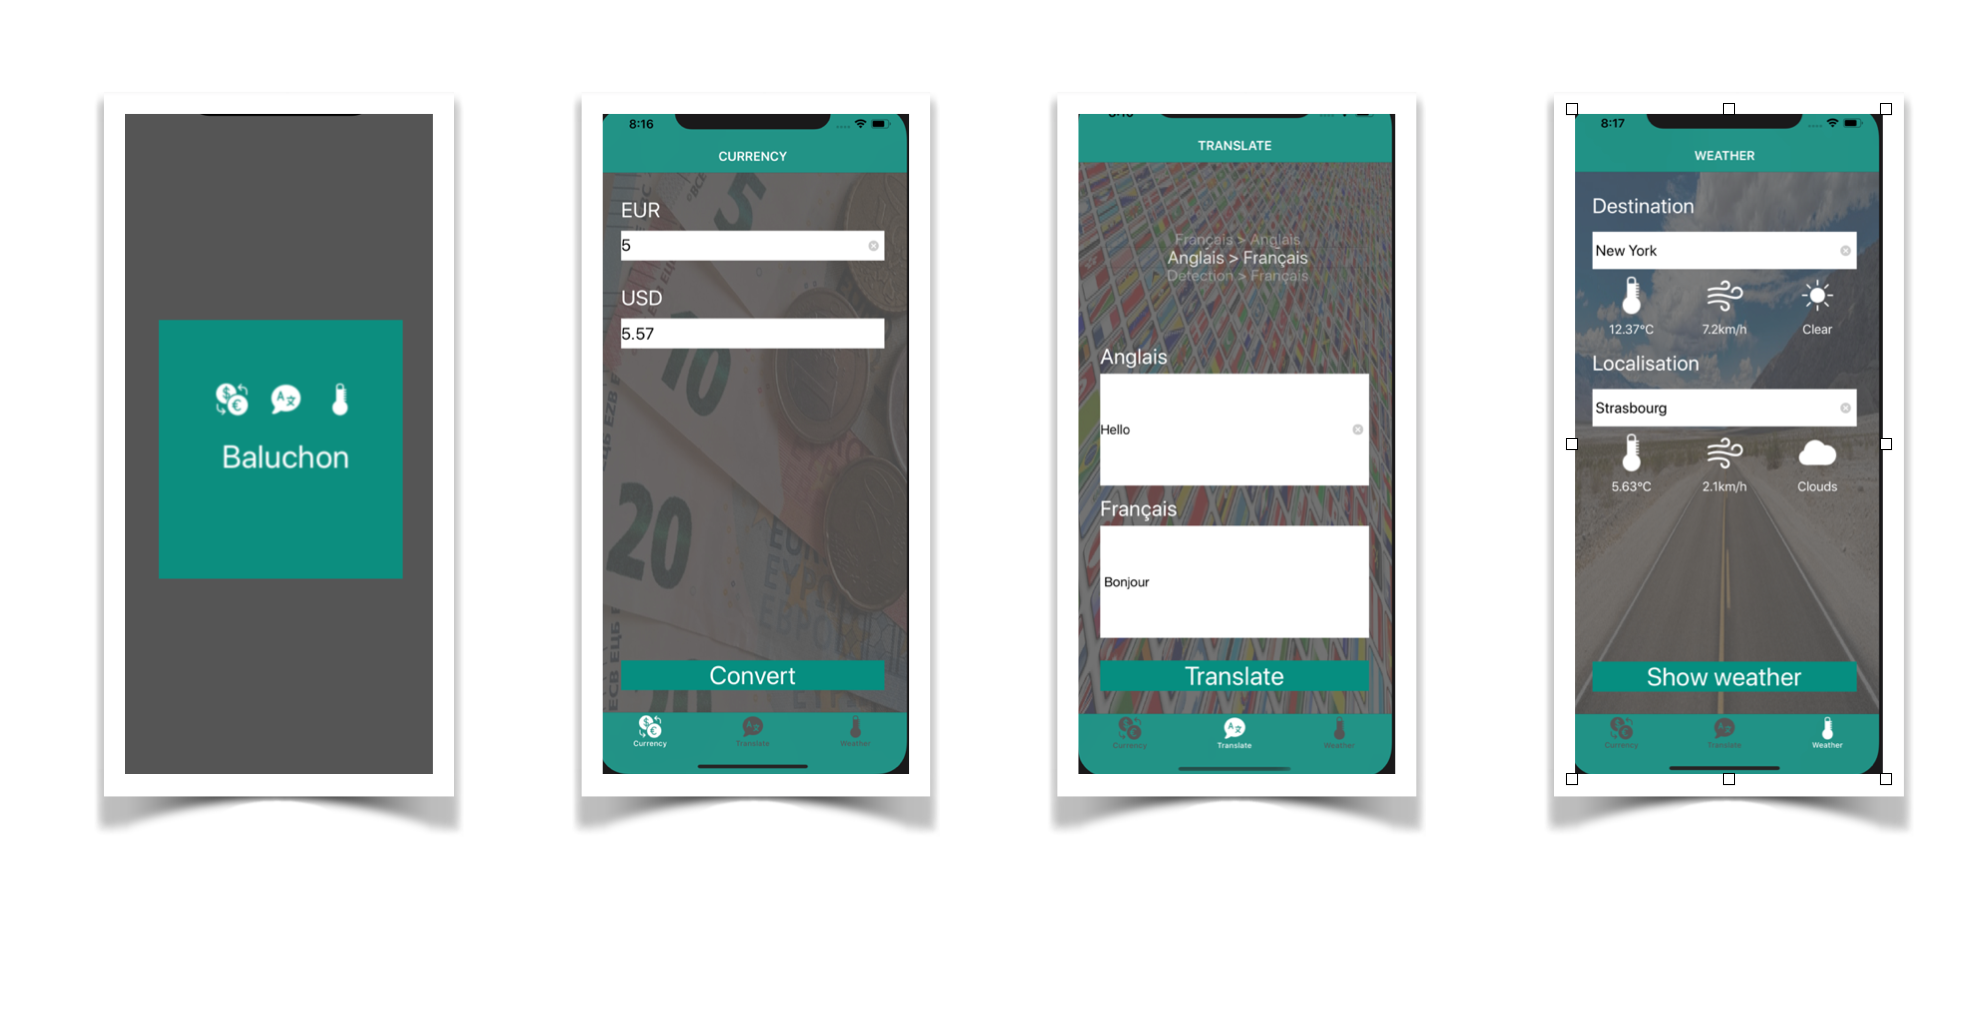 Baluchon
8:16
CURRENCY
EUR
5
USD
5.57
Convert
Currency
Translate
Weather
TRANSLATE
Français > Anglais
Anglais > Français
Détection > Français
Anglais
Hello
Français
Bonjour
Translate
Currency
Translate
Weather
8:17
WEATHER
Destination
New York
12.37°C
7.2km/h
Clear
Localisation
Strasbourg
5.63°C
2.1km/h
Clouds
Show weather
Currency
Translate
Weather